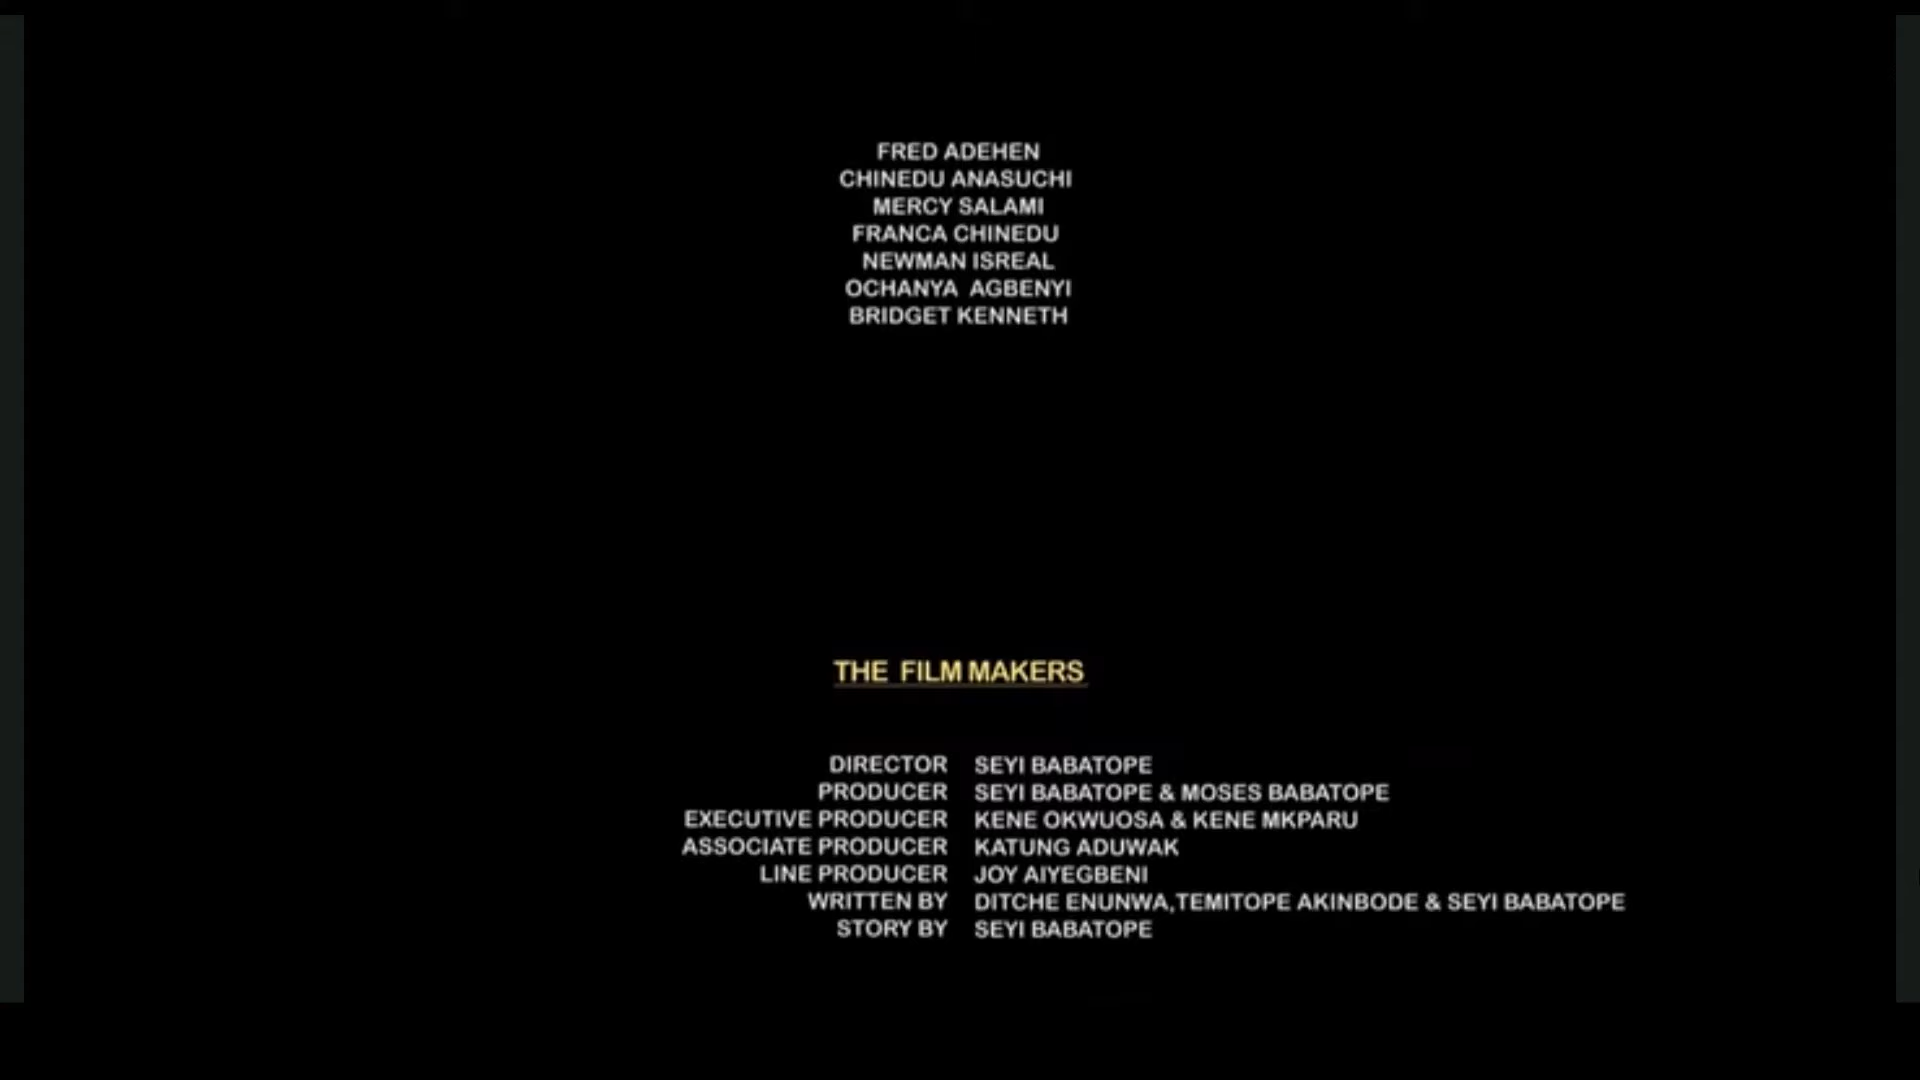 FRED ADEHEN
CHINEDU ANASUCHI
MERCY SALAMI
FRANCA CHINEDU
NEWMAN ISREAL
OCHANYA AGBENYI
BRIDGET KENNETH
THE FILM MAKERS
DIRECTOR SEYI BABATOPE
PRODUCER SEYI BABATOPE & MOSES BABATOPE
EXECUTIVE PRODUCER KENE OKWUOSA & KENE MKPARU
ASSOCIATE PRODUCER KATUNG ADUWAK
LINE PRODUCER JOY AIYEGBENI
WRITTEN BY DITCHE ENUNWA,TEMITOPE AKINBODE & SEYI BABATOPE
STORY BY SEYI BABATOPE